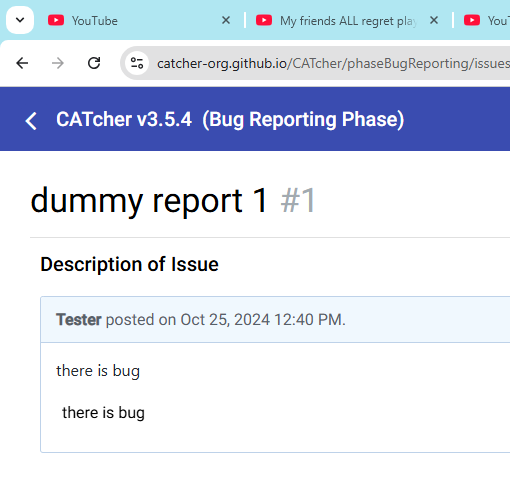 YouTube
My friends ALL regret pla
YouT
catcher-org.github.io/CATcher/phaseBugReporting/issues
CATcher v3.5.4 (Bug Reporting Phase)
dummy report 1 #1
Description of Issue
Tester posted on Oct 25, 2024 12:40 PM.
there is bug
there is bug